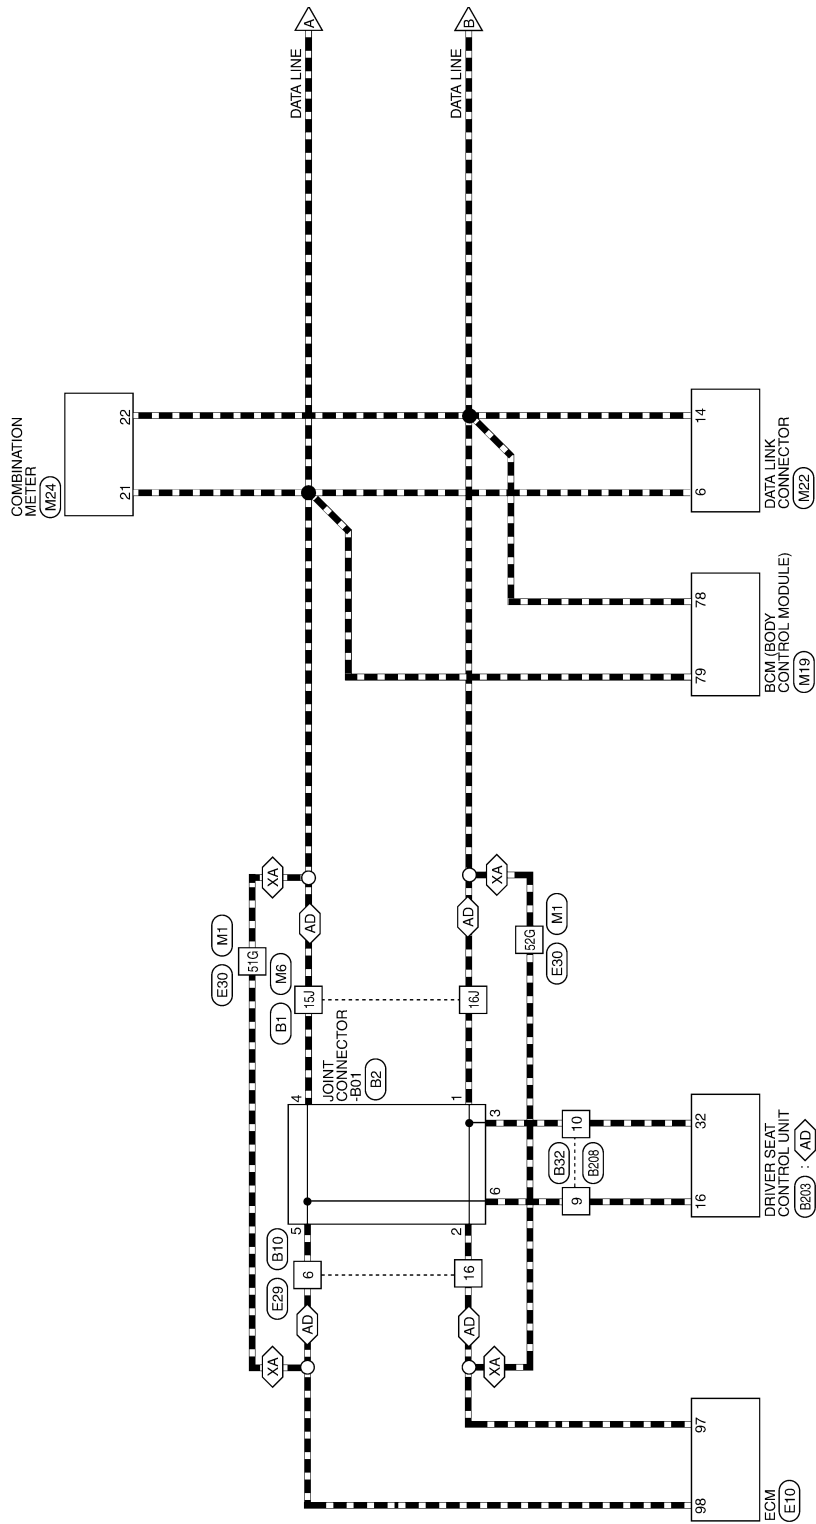 A
B
DATA LINE
DATA LINE
COMBINATION
METER
M24
22
21
14
6
DATA LINK
CONNECTOR
M22
78
79
BCM (BODY
CONTROL MODULE)
M19
XA
XA
M1
51G
E30
AD
AD
M1
52G
E30
M6
15J
B1
16J
JOINT
CONNECTOR
-B01
B2
4
1
3
6
5
2
10
B32
B208
9
32
16
DRIVER SEAT
CONTROL UNIT
B203 : AD
B10
6
E29
16
AD
AD
XA
XA
97
98
ECM
E10